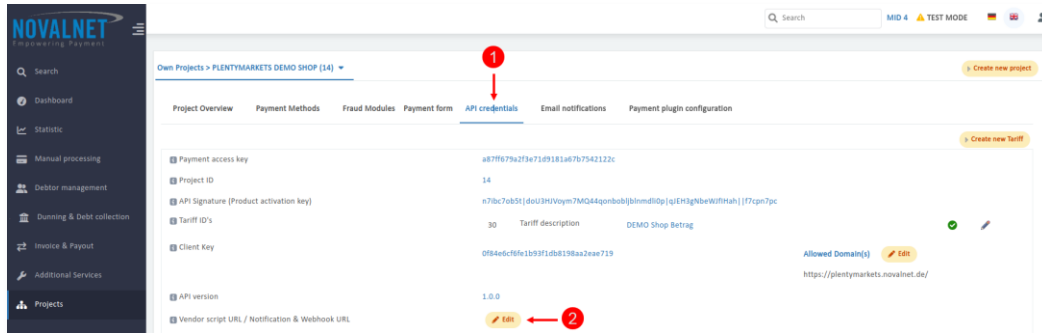 NOVALNET
Empowering Payment
Search
MID 4 TEST MODE
Search
Dashboard
Statistic
Manual processing
Debtor management
Dunning & Debt collection
Invoice & Payout
Additional Services
Projects
1
Own Projects > PLENTYMARKETS DEMO SHOP (14)
Create new project
Project Overview Payment Methods Fraud Modules Payment form API credentials Email notifications Payment plugin configuration
Create new Tariff
Payment access key a87ff679a2f3e71d9181a67b7542122c
Project ID 14
API Signature (Product activation key) n7ibc7ob5t|doU3HJVoym7MQ44qonbobljblnmdli0p|qJEH3gNbeWJfIHah||f7cpn7pc
Tariff ID's 30 Tariff description DEMO Shop Betrag
Client Key 0f84e6cf6fe1b93f1db8198aa2eae719 Allowed Domain(s) Edit
https://plentymarkets.novalnet.de/
API version 1.0.0
Vendor script URL / Notification & Webhook URL Edit 2